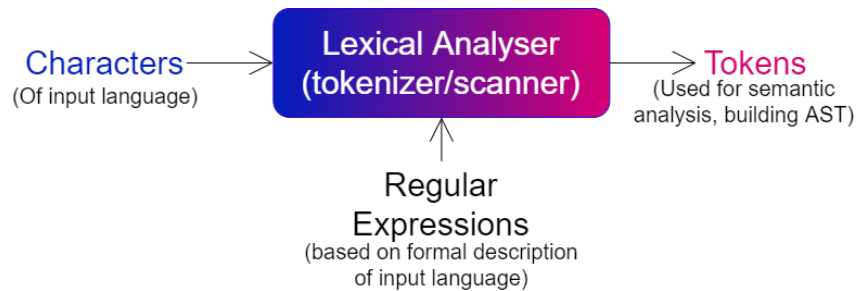 Characters
(Of input language)
Lexical Analyser
(tokenizer/scanner)
Tokens
(Used for semantic
analysis, building AST)
Regular
Expressions
(based on formal description
of input language)